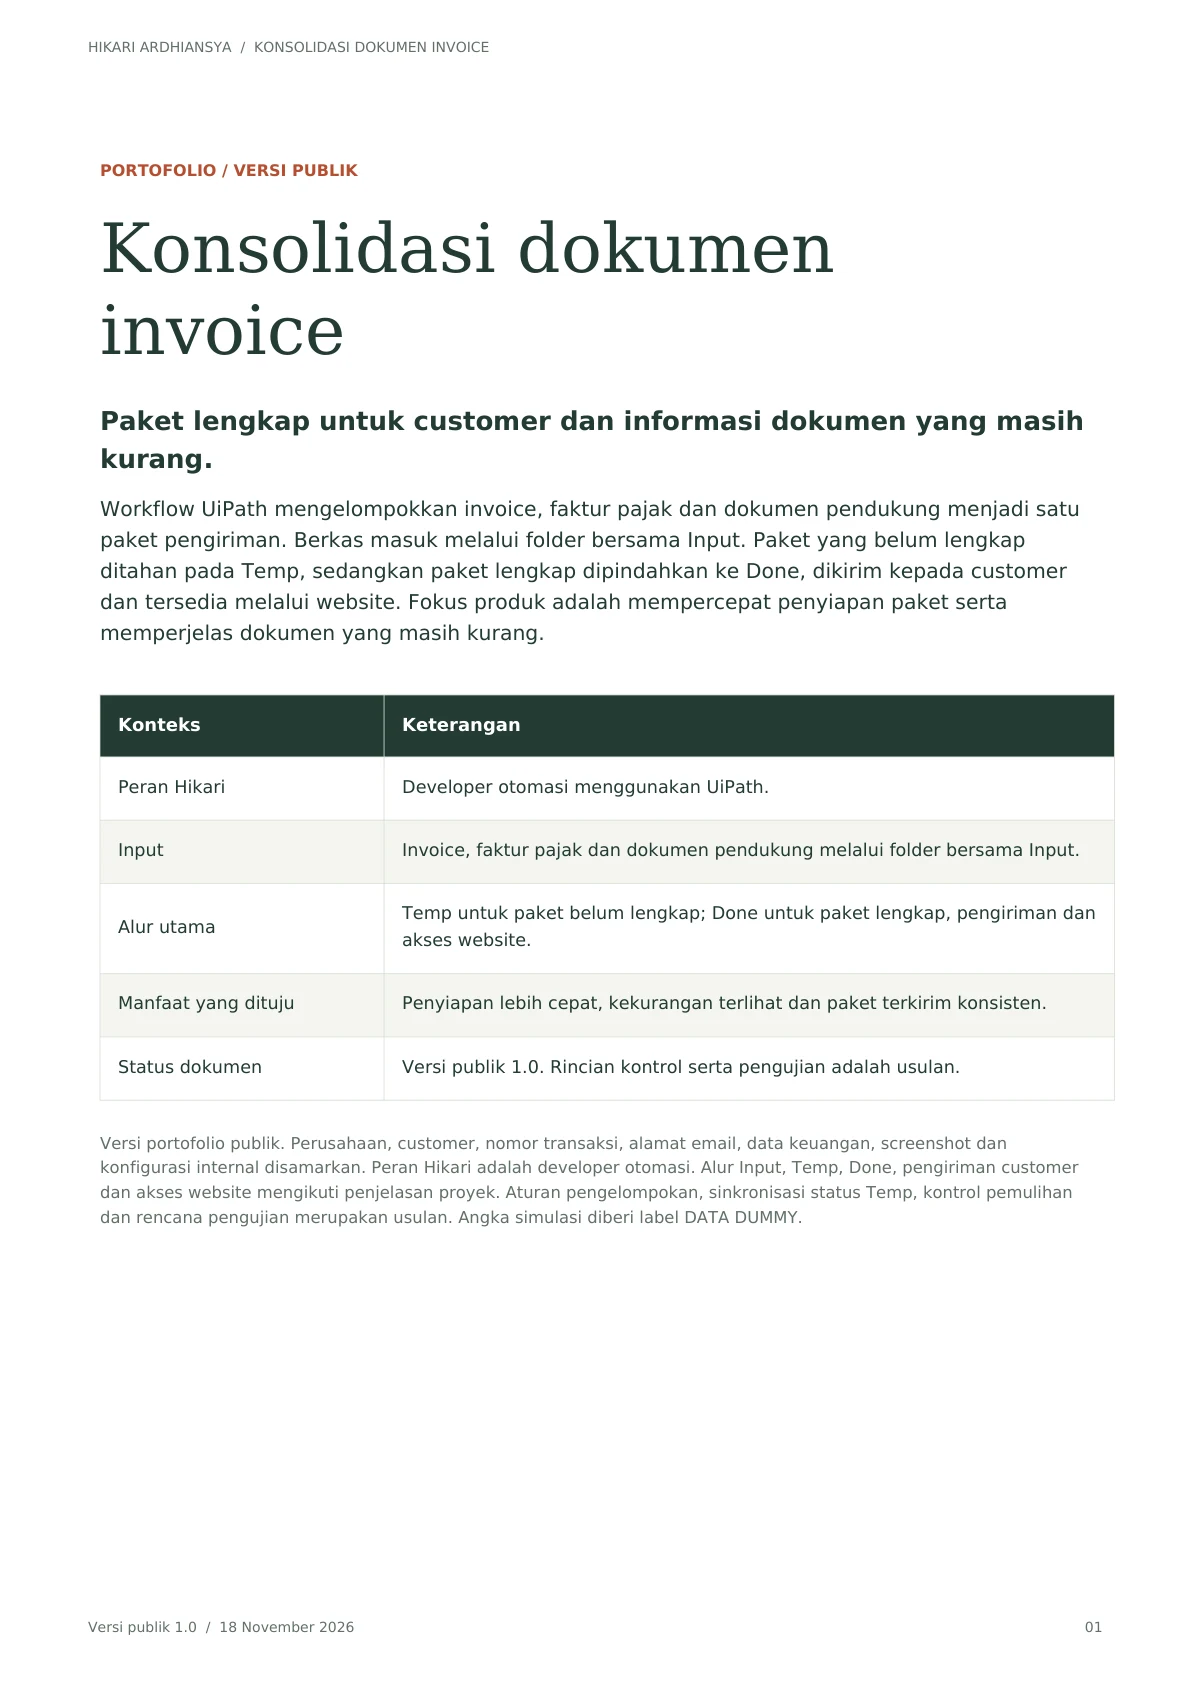 HIKARI ARDHIANSYA / KONSOLIDASI DOKUMEN INVOICE
PORTOFOLIO / VERSI PUBLIK
Konsolidasi dokumen
invoice
Paket lengkap untuk customer dan informasi dokumen yang masih
kurang.
Workflow UiPath mengelompokkan invoice, faktur pajak dan dokumen pendukung menjadi satu
paket pengiriman. Berkas masuk melalui folder bersama Input. Paket yang belum lengkap
ditahan pada Temp, sedangkan paket lengkap dipindahkan ke Done, dikirim kepada customer
dan tersedia melalui website. Fokus produk adalah mempercepat penyiapan paket serta
memperjelas dokumen yang masih kurang.
Konteks Keterangan
Peran Hikari Developer otomasi menggunakan UiPath.
Input Invoice, faktur pajak dan dokumen pendukung melalui folder bersama Input.
Alur utama Temp untuk paket belum lengkap; Done untuk paket lengkap, pengiriman dan
akses website.
Manfaat yang dituju Penyiapan lebih cepat, kekurangan terlihat dan paket terkirim konsisten.
Status dokumen Versi publik 1.0. Rincian kontrol serta pengujian adalah usulan.
Versi portofolio publik. Perusahaan, customer, nomor transaksi, alamat email, data keuangan, screenshot dan
konfigurasi internal disamarkan. Peran Hikari adalah developer otomasi. Alur Input, Temp, Done, pengiriman customer
dan akses website mengikuti penjelasan proyek. Aturan pengelompokan, sinkronisasi status Temp, kontrol pemulihan
dan rencana pengujian merupakan usulan. Angka simulasi diberi label DATA DUMMY.
Versi publik 1.0 / 18 November 2026 01